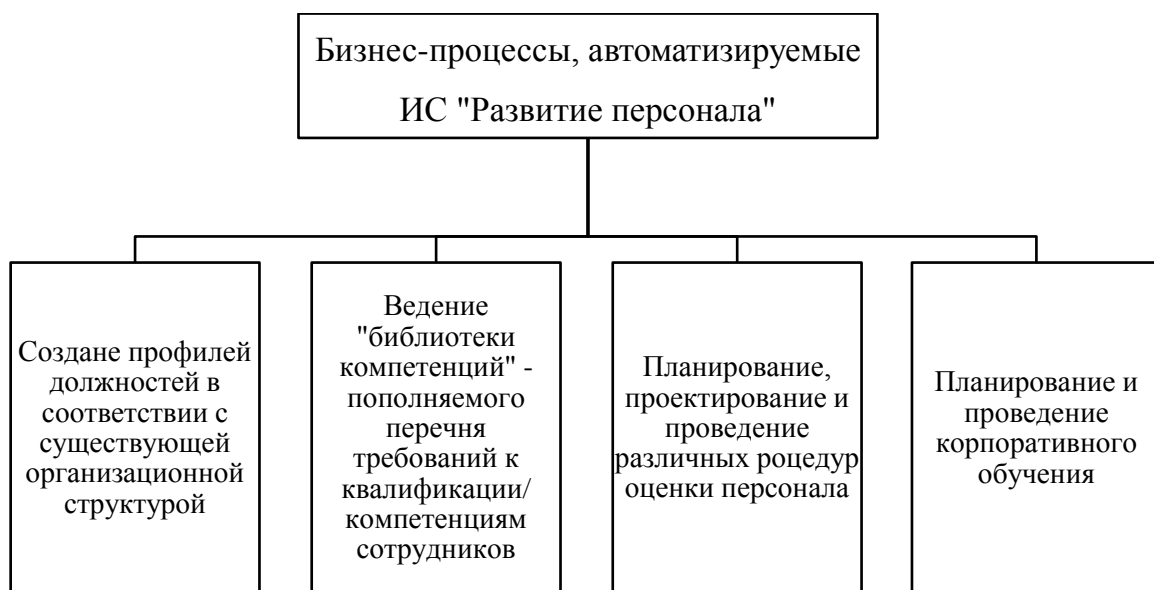 Бизнес-процессы, автоматизируемые
ИС "Развитие персонала"
Создане профилей
должностей в
соответствии с
существующей
организационной
структурой
Ведение
"библиотеки
компетенций" -
пополняемого
перечня
требований к
квалификации/
компетенциям
сотрудников
Планирование,
проектирование и
проведение
различных роцедур
оценки персонала
Планирование и
проведение
корпоративного
обучения